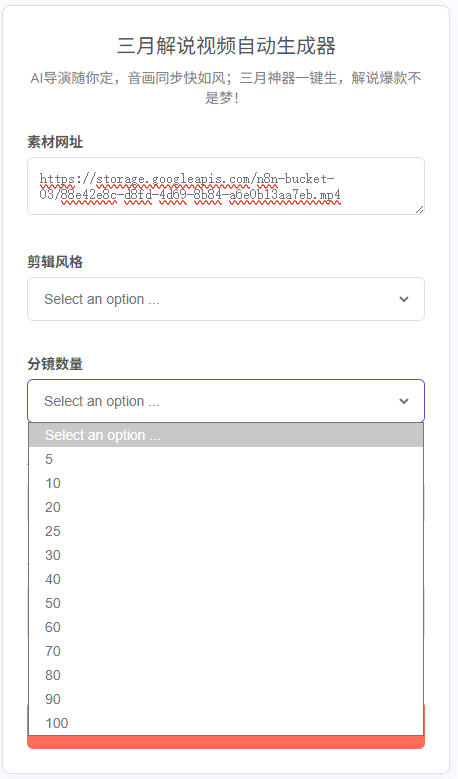 三月解说视频自动生成器
AI导演随你定，音画同步快如风；三月神器一键生，解说爆款不
是梦！
素材网址
https://storage.googleapis.com/n8n-bucket-
03/88e42e8c-d8fd-4d69-8b84-a6e0b13aa7eb.mp4
剪辑风格
Select an option ...
分镜数量
Select an option ...
Select an option ...
5
10
20
25
30
40
50
60
70
80
90
100